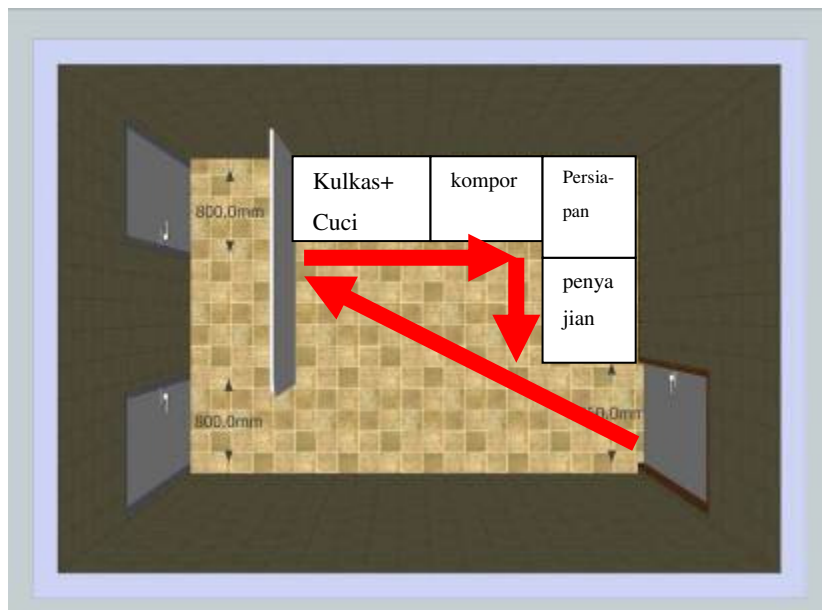 Kulkas+
Cuci
kompor
Persia-
pan
800,0mm
penya
jian
800,0mm